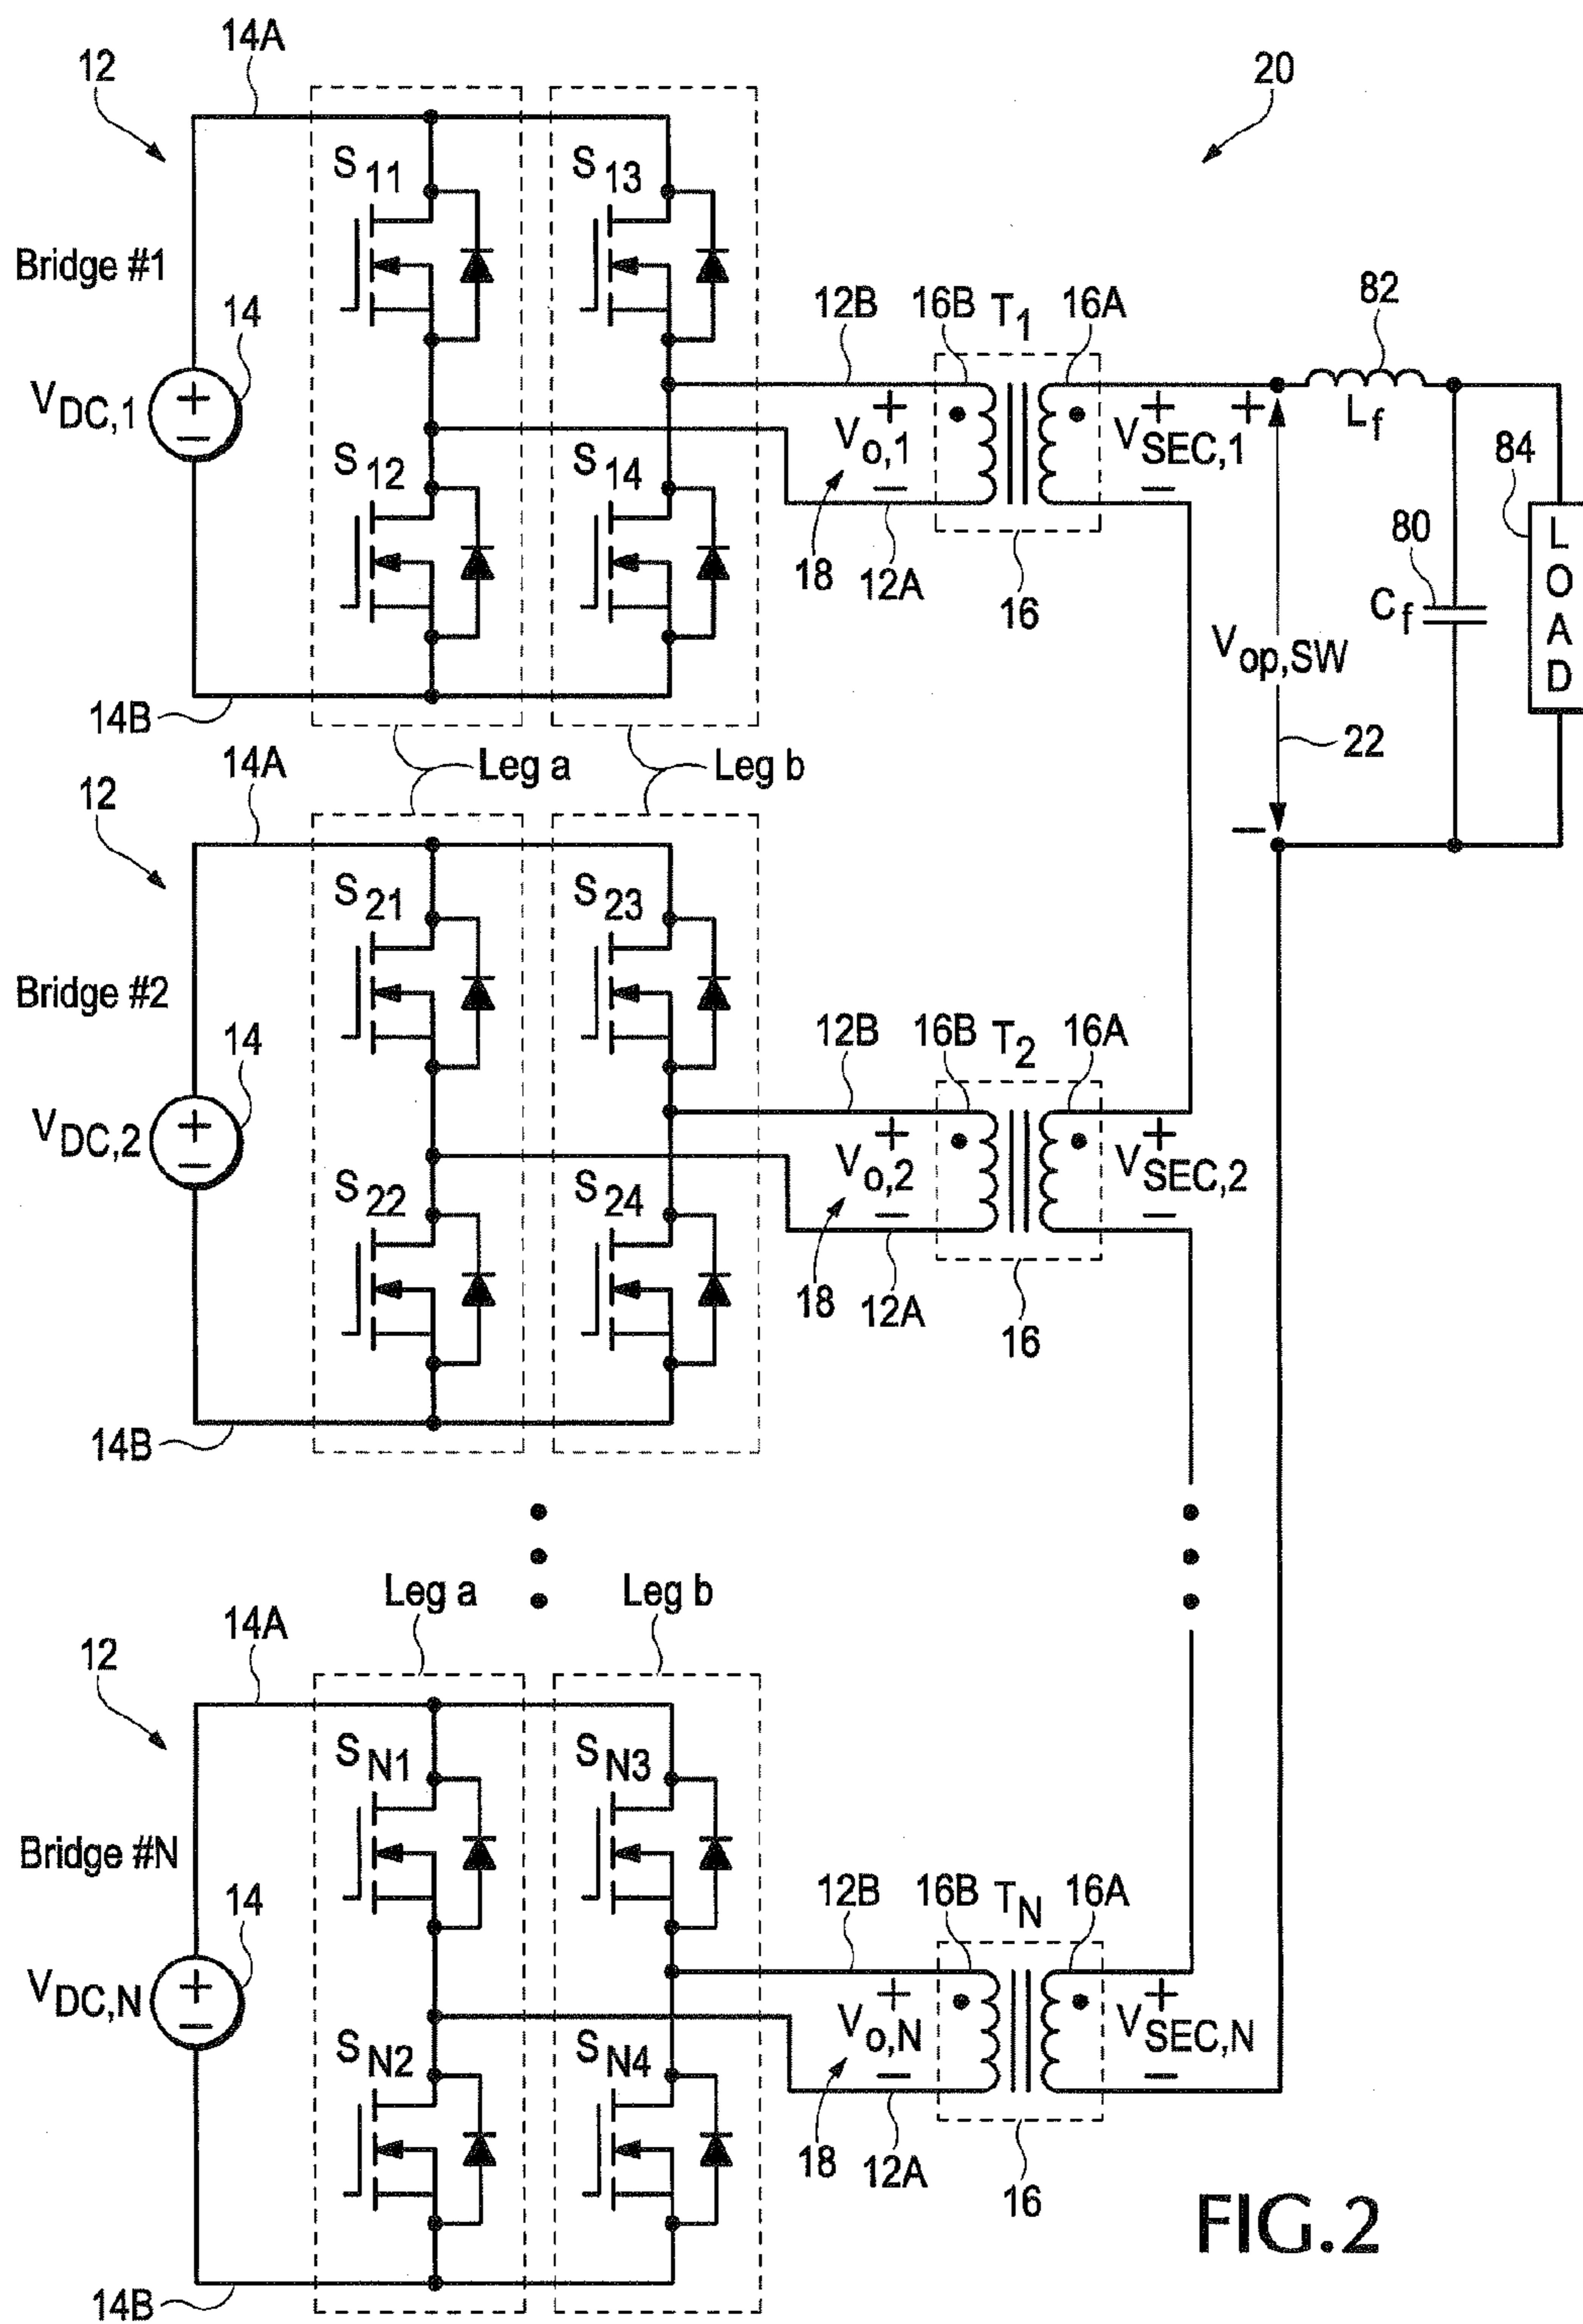 14A
12
20
S11
S13
Bridge #1
14
12B
16B
T1
16A
82
VDC,1
+
−
Vo,1
+
−
VSEC,1
+
−
+
Lf
84
S12
S14
80
LOAD
18
12A
16
Cf
Vop,SW
14B
22
Leg a
Leg b
−
14A
12
S21
S23
Bridge #2
14
12B
16B
T2
16A
VDC,2
+
−
Vo,2
+
−
VSEC,2
+
−
S22
S24
18
12A
16
14B
Leg a
Leg b
14A
12
SN1
SN3
Bridge #N
14
12B
16B
TN
16A
VDC,N
+
−
Vo,N
+
−
VSEC,N
+
−
SN2
SN4
18
12A
16
14B
FIG.2